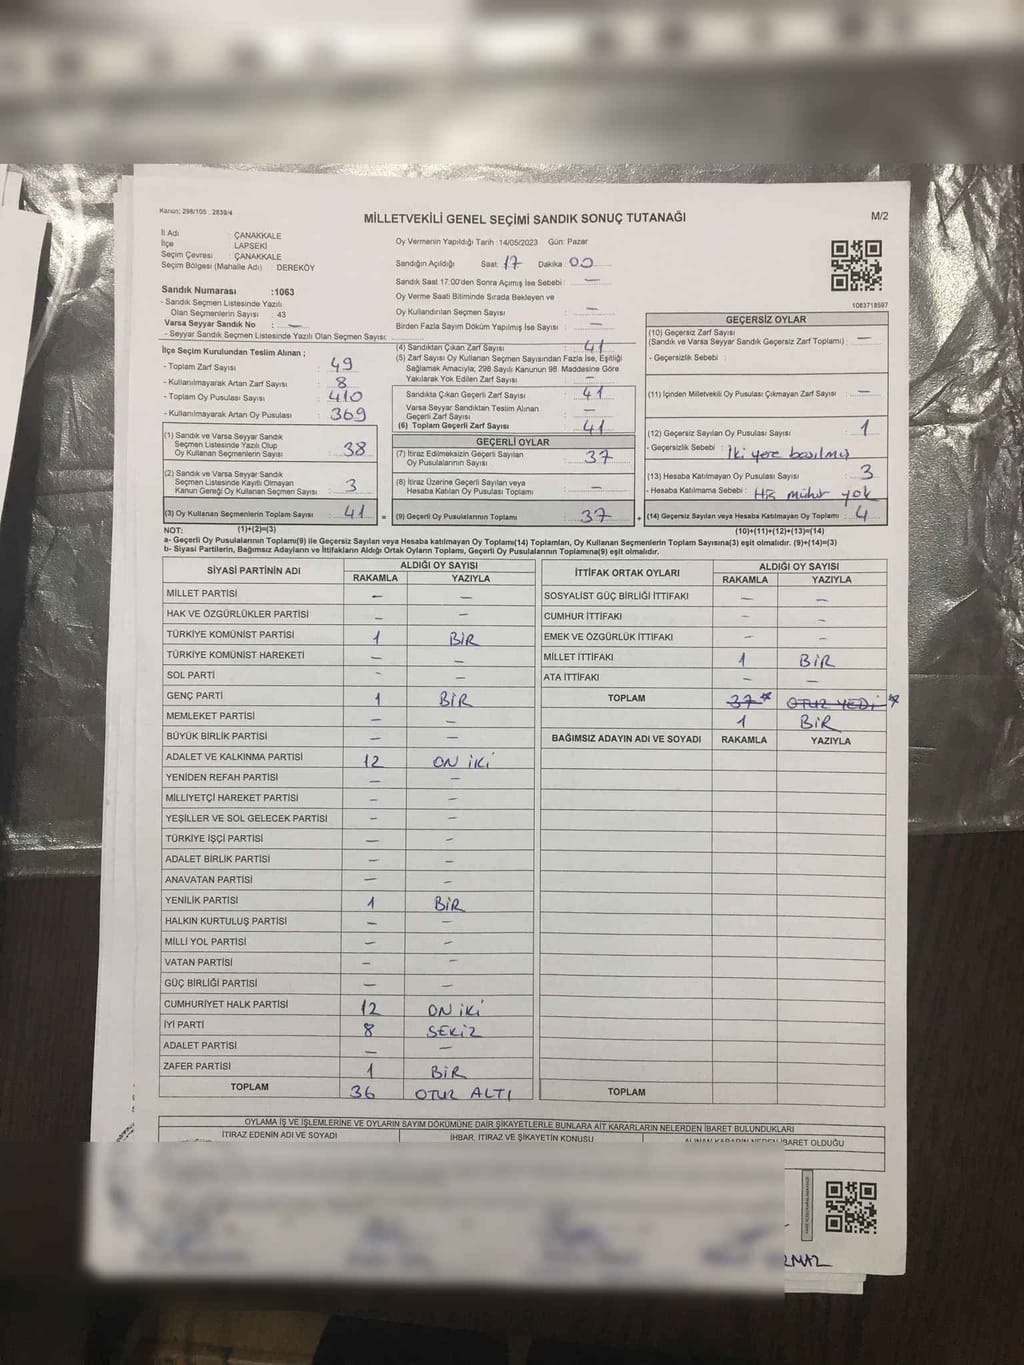 Kanun; 298/105 , 2839/4
MİLLETVEKİLİ GENEL SEÇİMİ SANDIK SONUÇ TUTANAĞI
M/2
İl Adı : ÇANAKKALE
İlçe LAPSEKİ
Seçim Çevresi : ÇANAKKALE
Seçim Bölgesi (Mahalle Adı) DEREKÖY
Oy Vermenin Yapıldığı Tarih : 14/05/2023 Gün: Pazar
Sandığın Açıldığı Saat: 17 Dakika: 00
Sandık Saat 17:00'den Sonra Açımış İse Sebebi : —
Oy Verme Saati Bitiminde Sırada Bekleyen ve
Oy Kullandırılan Seçmen Sayısı : —
Birden Fazla Sayım Döküm Yapılmış İse Sayısı : —
1083718597
Sandık Numarası :1063
- Sandık Seçmen Listesinde Yazılı
Olan Seçmenlerin Sayısı : 43
Varsa Seyyar Sandık No : —
- Seyyar Sandık Listesinde Yazılı Olan Seçmen Sayısı:
İlçe Seçim Kurulundan Teslim Alınan ;
- Toplam Zarf Sayısı : 49
- Kullanılmayarak Artan Zarf Sayısı : 8
- Toplam Oy Pusulası Sayısı : 410
- Kullanılmayarak Artan Oy Pusulası : 369
(1) Sandık ve Varsa Seyyar Sandık
Seçmen Listesinde Yazılı Olup
Oy Kullanan Seçmenlerin Sayısı : 38
(2) Sandık ve Varsa Seyyar Sandık
Seçmen Listesinde Kayıtlı Olmayan
Kanun Gereği Oy Kullanan Seçmen Sayısı : 3
(3) Oy Kullanan Seçmenlerin Toplam Sayısı : 41 =
(4) Sandıktan Çıkan Zarf Sayısı : 41
(5) Zarf Sayısı Oy Kullanan Seçmen Sayısından Fazla İse, Eşitliği
Sağlamak Amacıyla; 298 Sayılı Kanunun 98. Maddesine Göre
Yakılarak Yok Edilen Zarf Sayısı : —
Sandıkta Çıkan Geçerli Zarf Sayısı : 41
Varsa Seyyar Sandıktan Teslim Alınan
Geçerli Zarf Sayısı : —
(6) Toplam Geçerli Zarf Sayısı : 41
GEÇERLİ OYLAR
(7) İtiraz Edilmeksizin Geçerli Sayılan
Oy Pusulalarının Sayısı : 37
(8) İtiraz Üzerine Geçerli Sayılan veya
Hesaba Katılan Oy Pusulası Toplamı : —
(9) Geçerli Oy Pusulalarının Toplamı : 37 +
GEÇERSİZ OYLAR
(10) Geçersiz Zarf Sayısı
(Sandık ve Varsa Seyyar Sandık Geçersiz Zarf Toplamı) : —
- Geçersizlik Sebebi :
(11) İçinden Milletvekili Oy Pusulası Çıkmayan Zarf Sayısı : —
(12) Geçersiz Sayılan Oy Pusulası Sayısı : 1
- Geçersizlik Sebebi : İki yere basılmış
(13) Hesaba Katılmayan Oy Pusulası Sayısı : 3
- Hesaba Katılmama Sebebi : mühür yok
(14) Geçersiz Sayılan veya Hesaba Katılmayan Oy Toplamı : 4
NOT: (1)+(2)=(3) (10)+(11)+(12)+(13)=(14)
a- Geçerli Oy Pusulalarının Toplamı(9) ile Geçersiz Sayılan veya Hesaba katılmayan Oy Toplamı(14) Toplamları, Oy Kullanan Seçmenlerin Toplam Sayısına(3) eşit olmalıdır. (9)+(14)=(3)
b- Siyasi Partilerin, Bağımsız Adayların ve İttifakların Aldığı Ortak Oyların Toplamı, Geçerli Oy Pusulalarının Toplamına(9) eşit olmalıdır.
SİYASİ PARTİNİN ADI ALDIĞI OY SAYISI
RAKAMLA YAZIYLA
MİLLET PARTİSİ — —
HAK VE ÖZGÜRLÜKLER PARTİSİ — —
TÜRKİYE KOMÜNİST PARTİSİ 1 BİR
TÜRKİYE KOMÜNİST HAREKETİ — —
SOL PARTİ - —
GENÇ PARTİ 1 BİR
MEMLEKET PARTİSİ — —
BÜYÜK BİRLİK PARTİSİ — —
ADALET VE KALKINMA PARTİSİ 12 ON İKİ
YENİDEN REFAH PARTİSİ — —
MİLLİYETÇİ HAREKET PARTİSİ — —
YEŞİLLER VE SOL GELECEK PARTİSİ — —
TÜRKİYE İŞÇİ PARTİSİ — —
ADALET BİRLİK PARTİSİ — —
ANAVATAN PARTİSİ — —
YENİLİK PARTİSİ 1 BİR
HALKIN KURTULUŞ PARTİSİ — —
MİLLİ YOL PARTİSİ — —
VATAN PARTİSİ — —
GÜÇ BİRLİĞİ PARTİSİ — —
CUMHURİYET HALK PARTİSİ 12 ON İKİ
İYİ PARTİ 8 SEKİZ
ADALET PARTİSİ — —
ZAFER PARTİSİ 1 BİR
TOPLAM 36 OTUZ ALTI
İTTİFAK ORTAK OYLARI ALDIĞI OY SAYISI
RAKAMLA YAZIYLA
SOSYALİST GÜÇ BİRLİĞİ İTTİFAKI — —
CUMHUR İTTİFAKI — —
EMEK VE ÖZGÜRLÜK İTTİFAKI — —
MİLLET İTTİFAKI 1 BİR
ATA İTTİFAKI — —
TOPLAM 37* OTUZ YEDİ *
1 BİR
BAĞIMSIZ ADAYIN ADI VE SOYADI RAKAMLA YAZIYLA
TOPLAM
OYLAMA İŞ VE İŞLEMLERİNE VE OYLARIN SAYIM DÖKÜMÜNE DAİR ŞİKAYETLERLE BUNLARA AİT KARARLARIN NELERDEN İBARET BULUNDUKLARI
İTİRAZ EDENİN ADI VE SOYADI İHBAR, İTİRAZ VE ŞİKAYETİN KONUSU ALINAN KARARIN NEDEN İBARET OLDUĞU